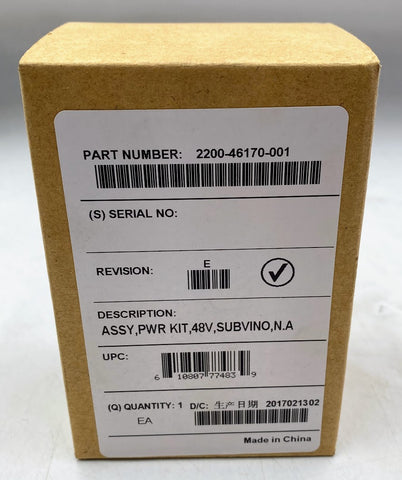 PART NUMBER: 2200-46170-001
(S) SERIAL NO:
REVISION: E
DESCRIPTION:
ASSY,PWR KIT,48V,SUBVINO,N.A
UPC:
6 10807 77483 9
(Q) QUANTITY: 1 D/C: 生产日期 2017021302
EA
Made in China